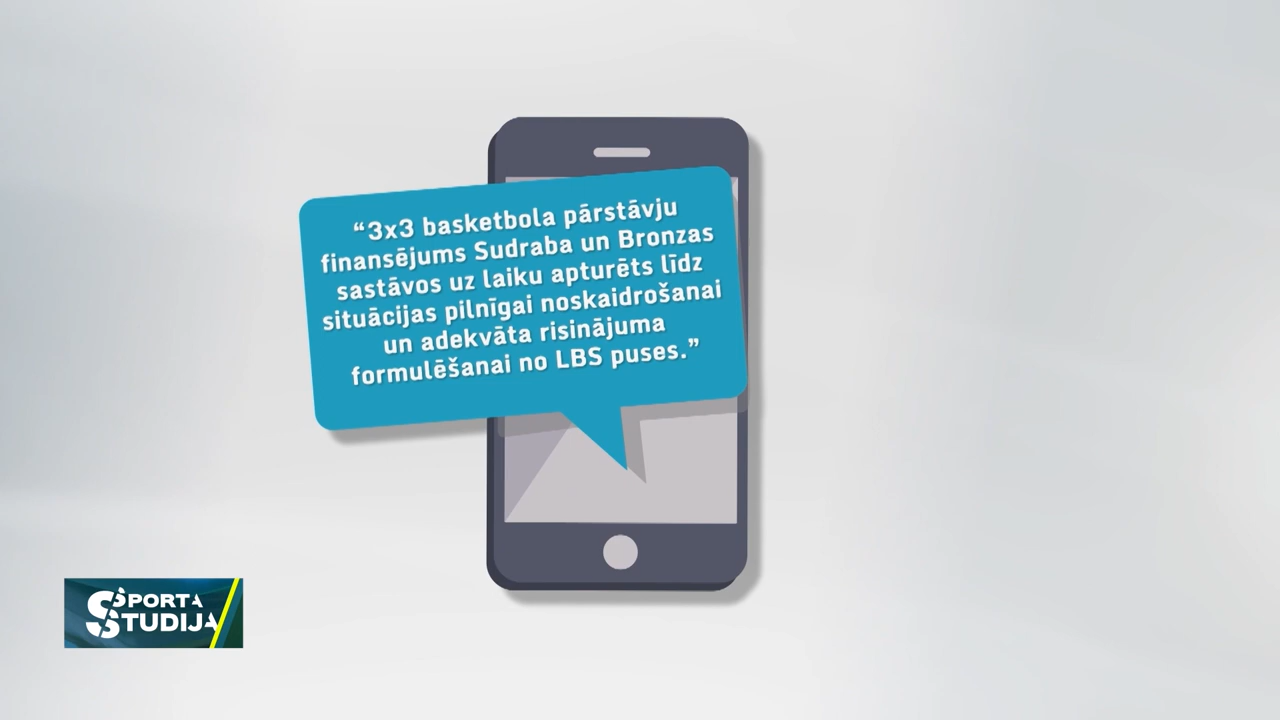 “3x3 basketbola pārstāvju
finansējums Sudraba un Bronzas
sastāvos uz laiku apturēts līdz
situācijas pilnīgai noskaidrošanai
un adekvāta risinājuma
formulēšanai no LBS puses.”
SPORTA
STUDIJA